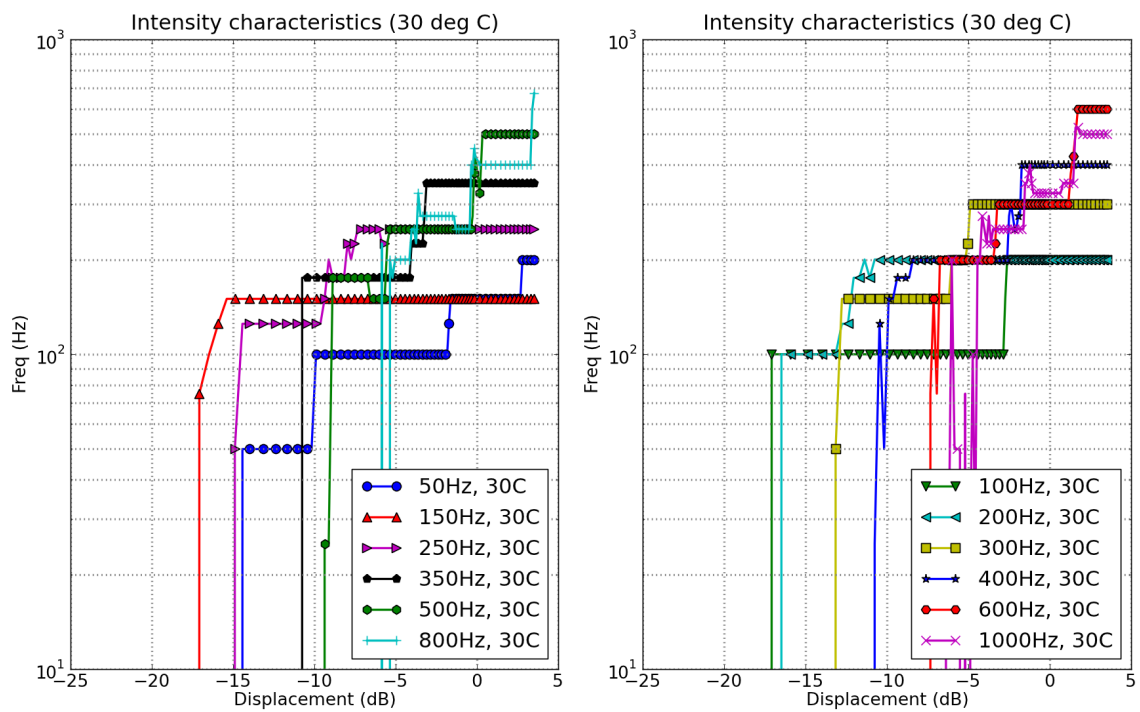 Intensity characteristics (30 deg C)
10^3
10^2
10^1
Freq (Hz)
−25 −20 −15 −10 −5 0 5
Displacement (dB)
50Hz, 30C
150Hz, 30C
250Hz, 30C
350Hz, 30C
500Hz, 30C
800Hz, 30C
Intensity characteristics (30 deg C)
10^3
10^2
10^1
Freq (Hz)
−25 −20 −15 −10 −5 0 5
Displacement (dB)
100Hz, 30C
200Hz, 30C
300Hz, 30C
400Hz, 30C
600Hz, 30C
1000Hz, 30C